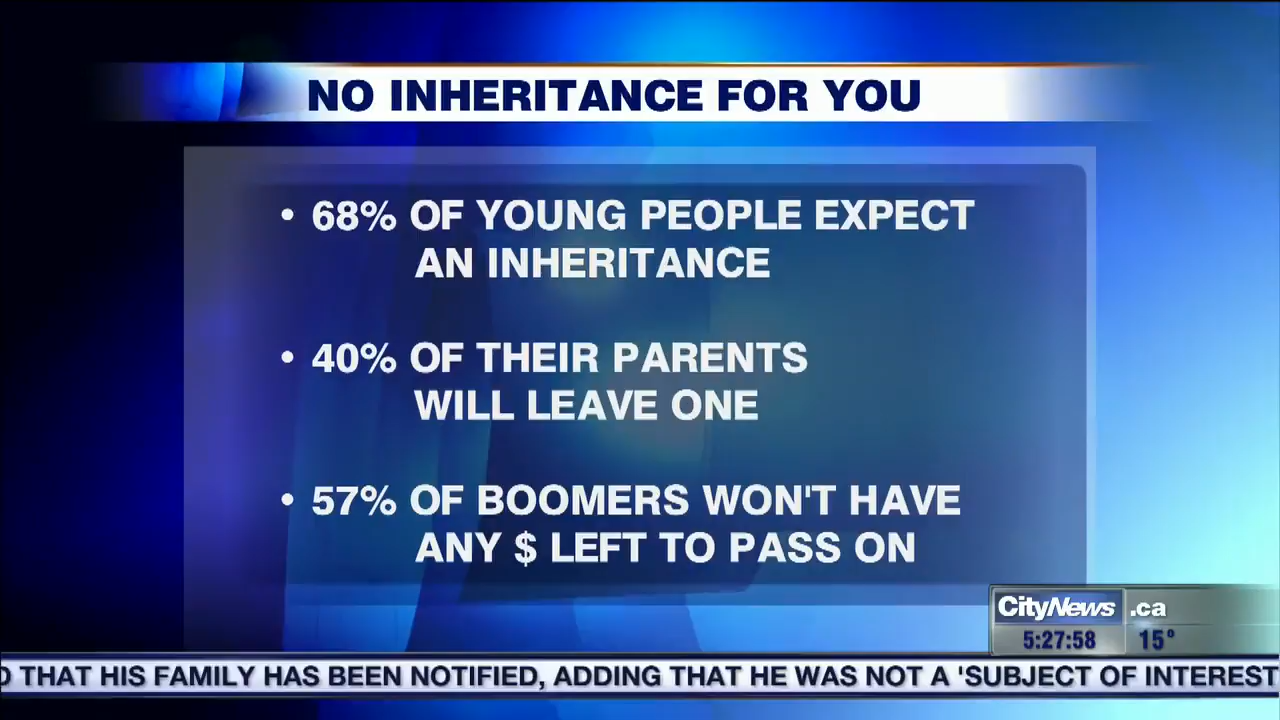 NO INHERITANCE FOR YOU
• 68% OF YOUNG PEOPLE EXPECT
AN INHERITANCE
• 40% OF THEIR PARENTS
WILL LEAVE ONE
• 57% OF BOOMERS WON'T HAVE
ANY $ LEFT TO PASS ON
CityNews .ca
5:27:58 15°
THAT HIS FAMILY HAS BEEN NOTIFIED, ADDING THAT HE WAS NOT A 'SUBJECT OF INTEREST